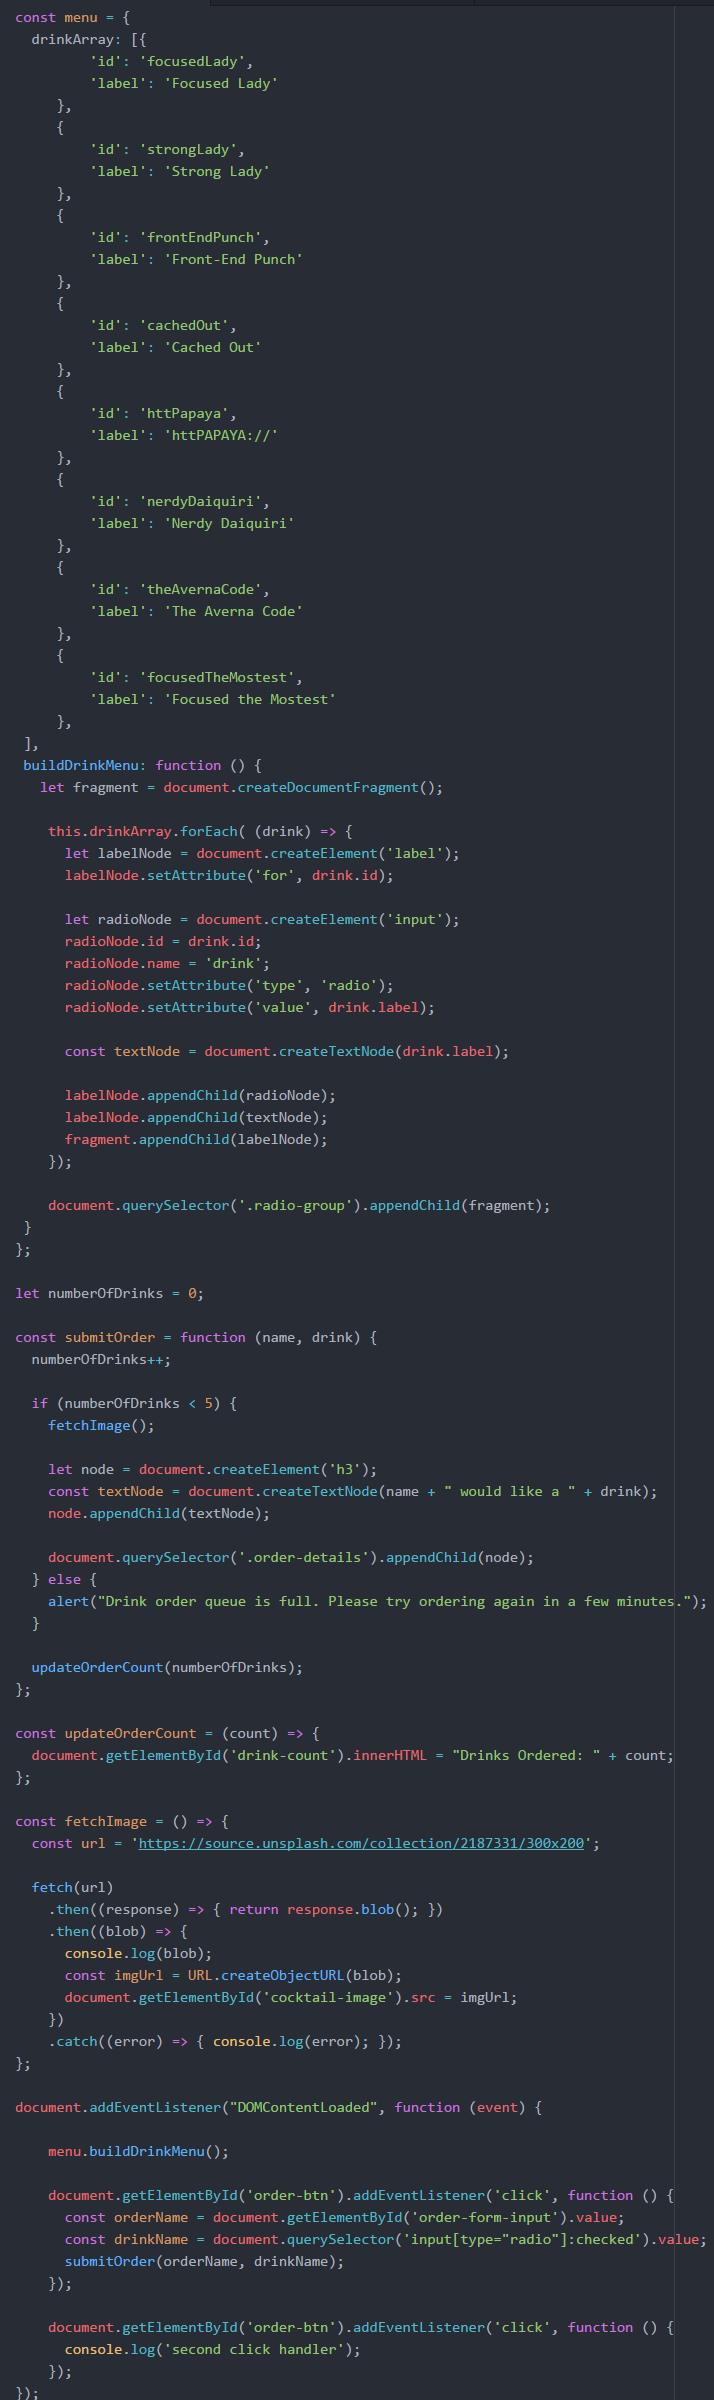 const menu = {
  drinkArray: [{
         'id': 'focusedLady',
         'label': 'Focused Lady'
     },
     {
         'id': 'strongLady',
         'label': 'Strong Lady'
     },
     {
         'id': 'frontEndPunch',
         'label': 'Front-End Punch'
     },
     {
         'id': 'cachedOut',
         'label': 'Cached Out'
     },
     {
         'id': 'httPapaya',
         'label': 'httPAPAYA://'
     },
     {
         'id': 'nerdyDaiquiri',
         'label': 'Nerdy Daiquiri'
     },
     {
         'id': 'theAvernaCode',
         'label': 'The Averna Code'
     },
     {
         'id': 'focusedTheMostest',
         'label': 'Focused the Mostest'
     },
 ],
 buildDrinkMenu: function () {
   let fragment = document.createDocumentFragment();

    this.drinkArray.forEach( (drink) => {
      let labelNode = document.createElement('label');
      labelNode.setAttribute('for', drink.id);

      let radioNode = document.createElement('input');
      radioNode.id = drink.id;
      radioNode.name = 'drink';
      radioNode.setAttribute('type', 'radio');
      radioNode.setAttribute('value', drink.label);

      const textNode = document.createTextNode(drink.label);

      labelNode.appendChild(radioNode);
      labelNode.appendChild(textNode);
      fragment.appendChild(labelNode);
    });

    document.querySelector('.radio-group').appendChild(fragment);
 }
};

let numberOfDrinks = 0;

const submitOrder = function (name, drink) {
  numberOfDrinks++;

  if (numberOfDrinks < 5) {
    fetchImage();

    let node = document.createElement('h3');
    const textNode = document.createTextNode(name + " would like a " + drink);
    node.appendChild(textNode);

    document.querySelector('.order-details').appendChild(node);
  } else {
    alert("Drink order queue is full. Please try ordering again in a few minutes.");
  }

  updateOrderCount(numberOfDrinks);
};

const updateOrderCount = (count) => {
  document.getElementById('drink-count').innerHTML = "Drinks Ordered: " + count;
};

const fetchImage = () => {
  const url = 'https://source.unsplash.com/collection/2187331/300x200';

  fetch(url)
    .then((response) => { return response.blob(); })
    .then((blob) => {
      console.log(blob);
      const imgUrl = URL.createObjectURL(blob);
      document.getElementById('cocktail-image').src = imgUrl;
    })
    .catch((error) => { console.log(error); });
};

document.addEventListener("DOMContentLoaded", function (event) {

    menu.buildDrinkMenu();

    document.getElementById('order-btn').addEventListener('click', function () {
      const orderName = document.getElementById('order-form-input').value;
      const drinkName = document.querySelector('input[type="radio"]:checked').value;
      submitOrder(orderName, drinkName);
    });

    document.getElementById('order-btn').addEventListener('click', function () {
      console.log('second click handler');
    });
});